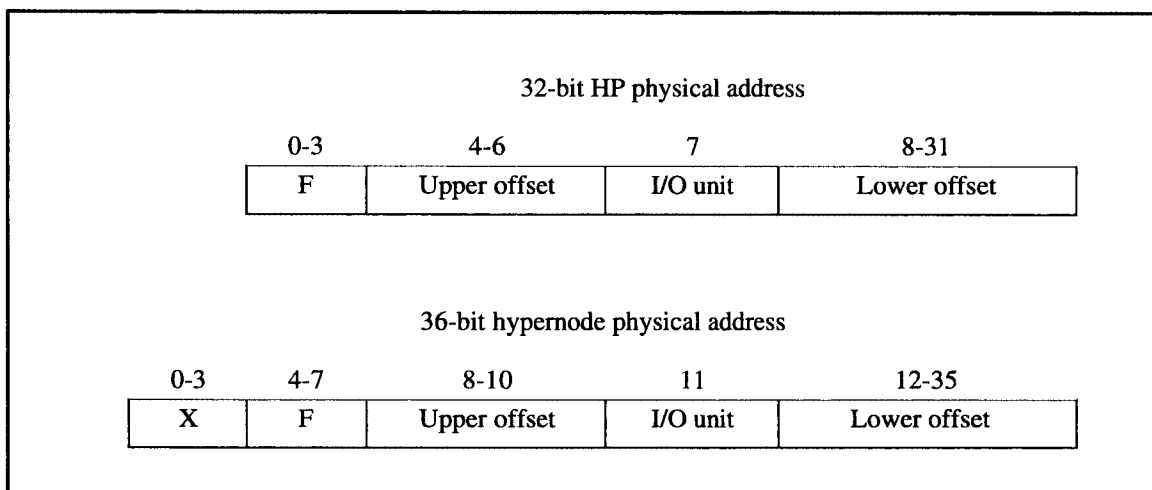 32-bit HP physical address
0-3 4-6 7 8-31
F Upper offset I/O unit Lower offset
36-bit hypernode physical address
0-3 4-7 8-10 11 12-35
X F Upper offset I/O unit Lower offset